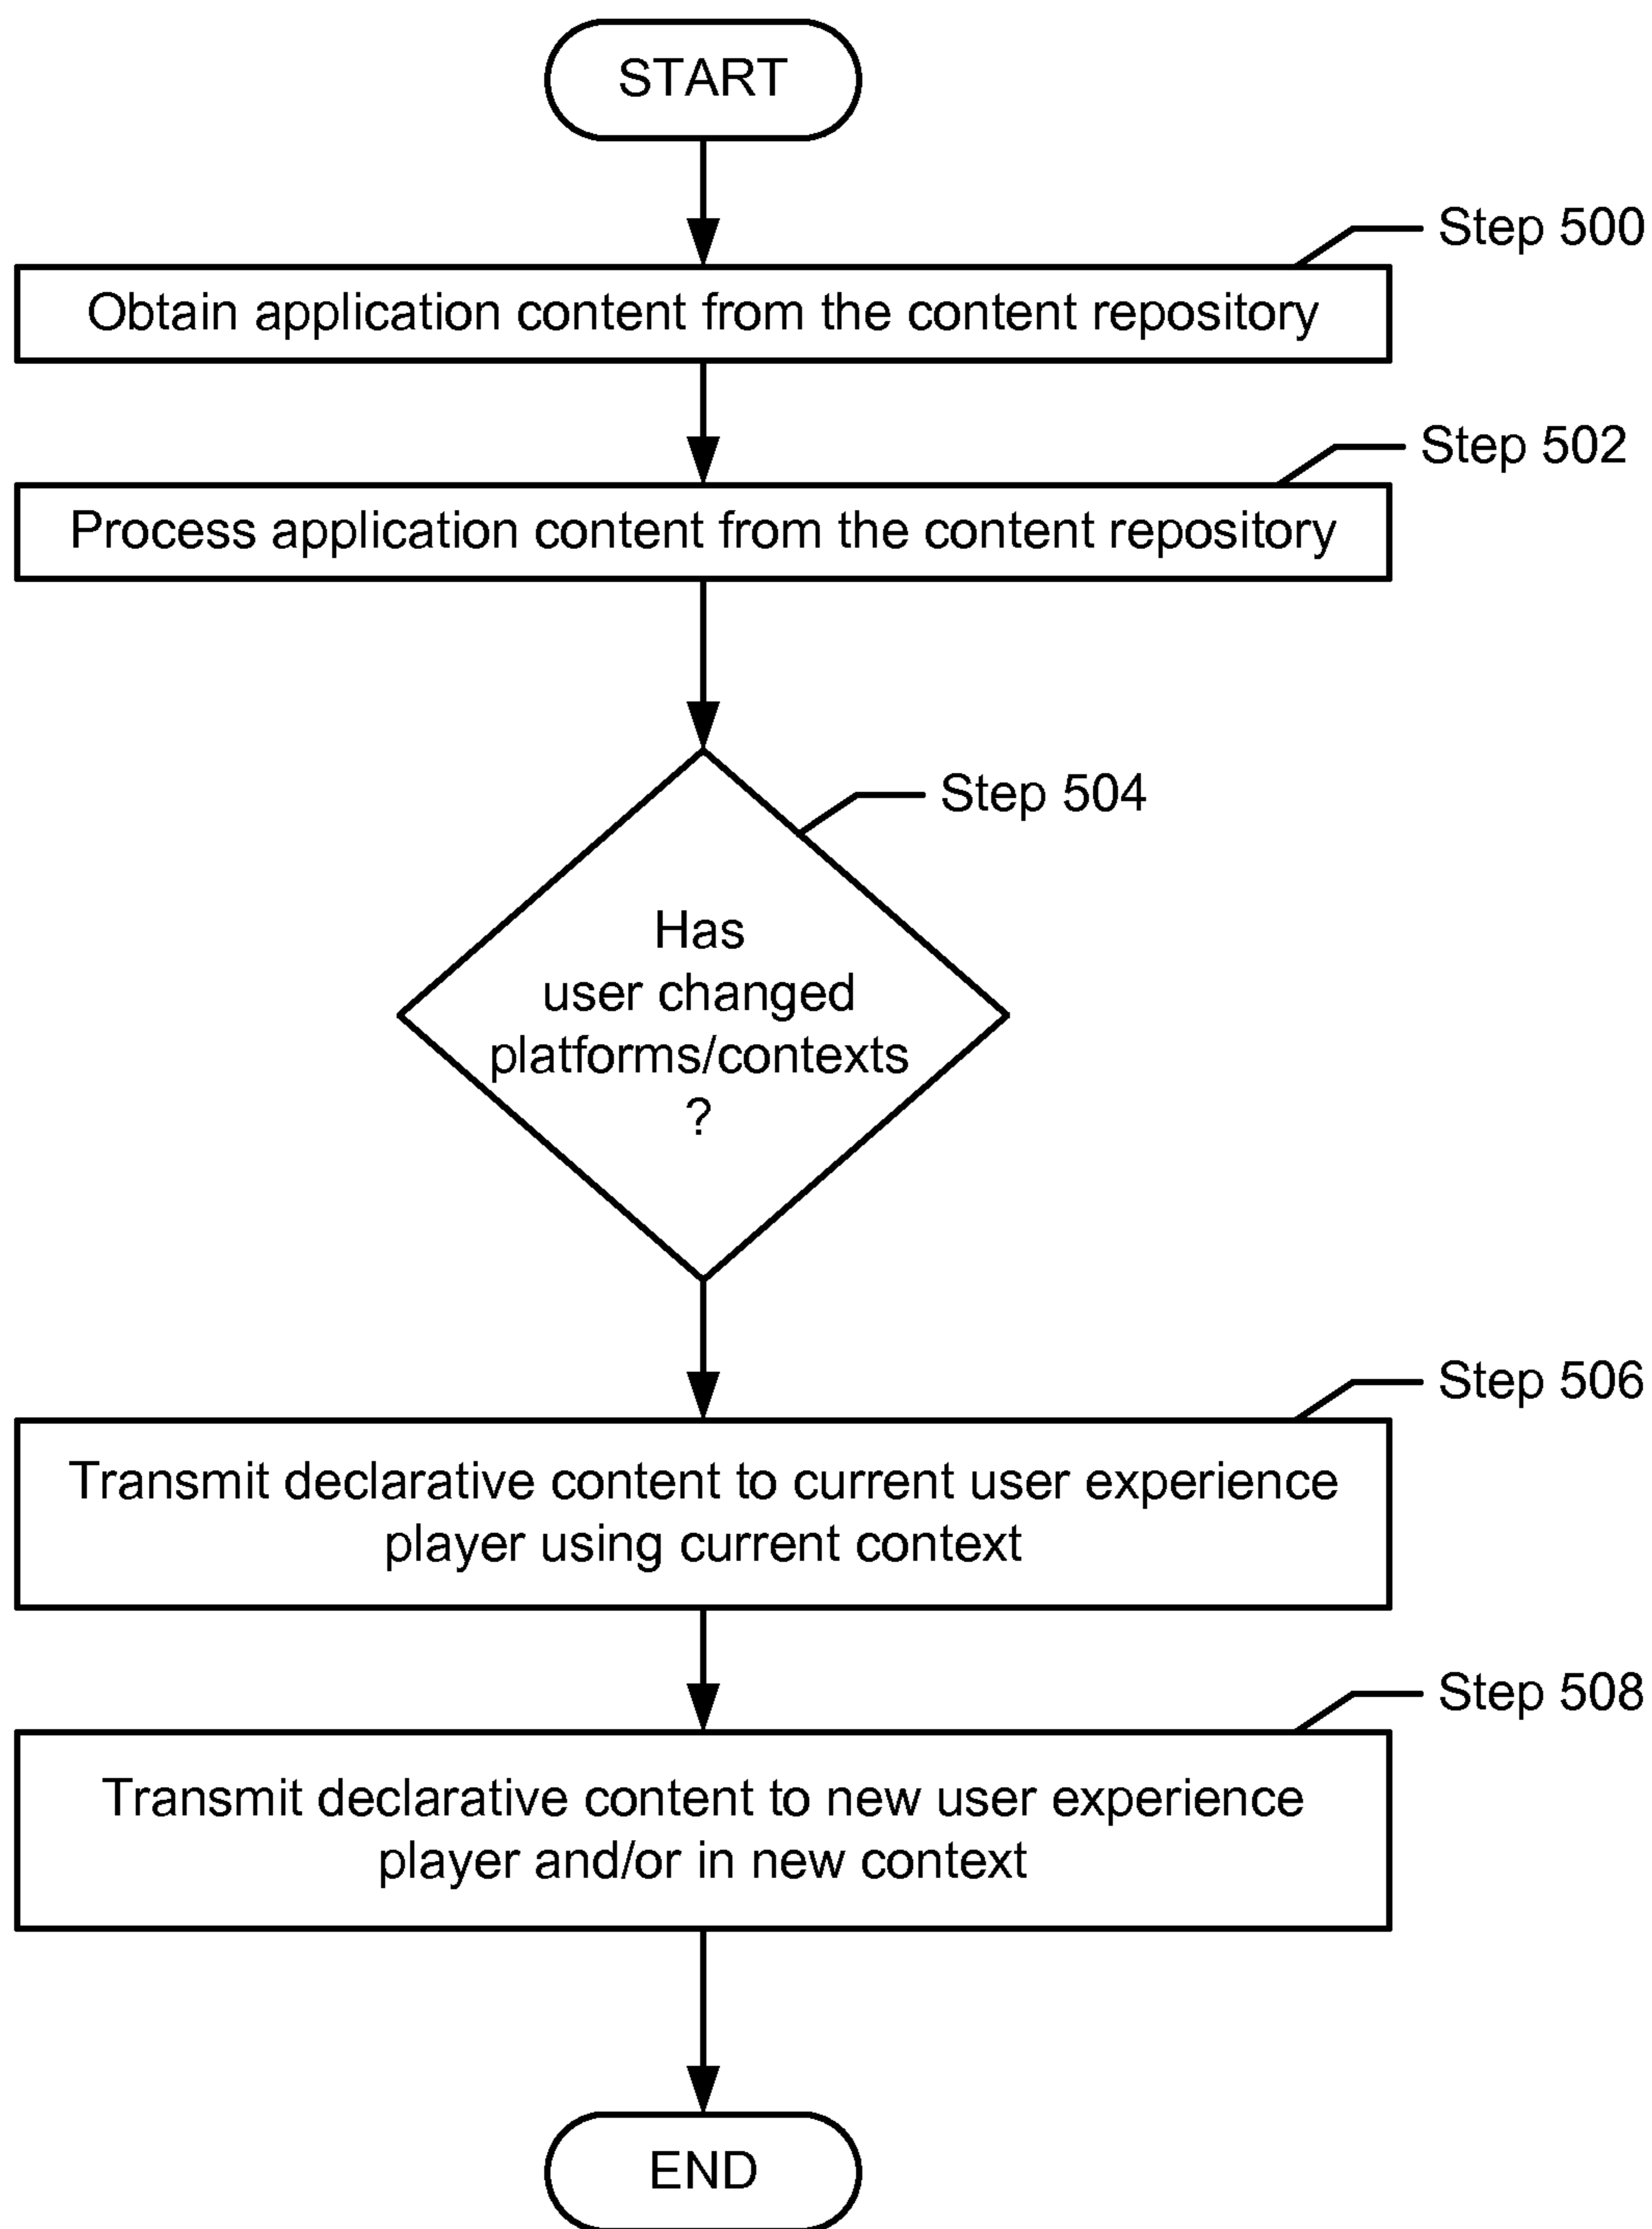 START
Step 500
Obtain application content from the content repository
Step 502
Process application content from the content repository
Step 504
Has
user changed
platforms/contexts
?
Step 506
Transmit declarative content to current user experience
player using current context
Step 508
Transmit declarative content to new user experience
player and/or in new context
END